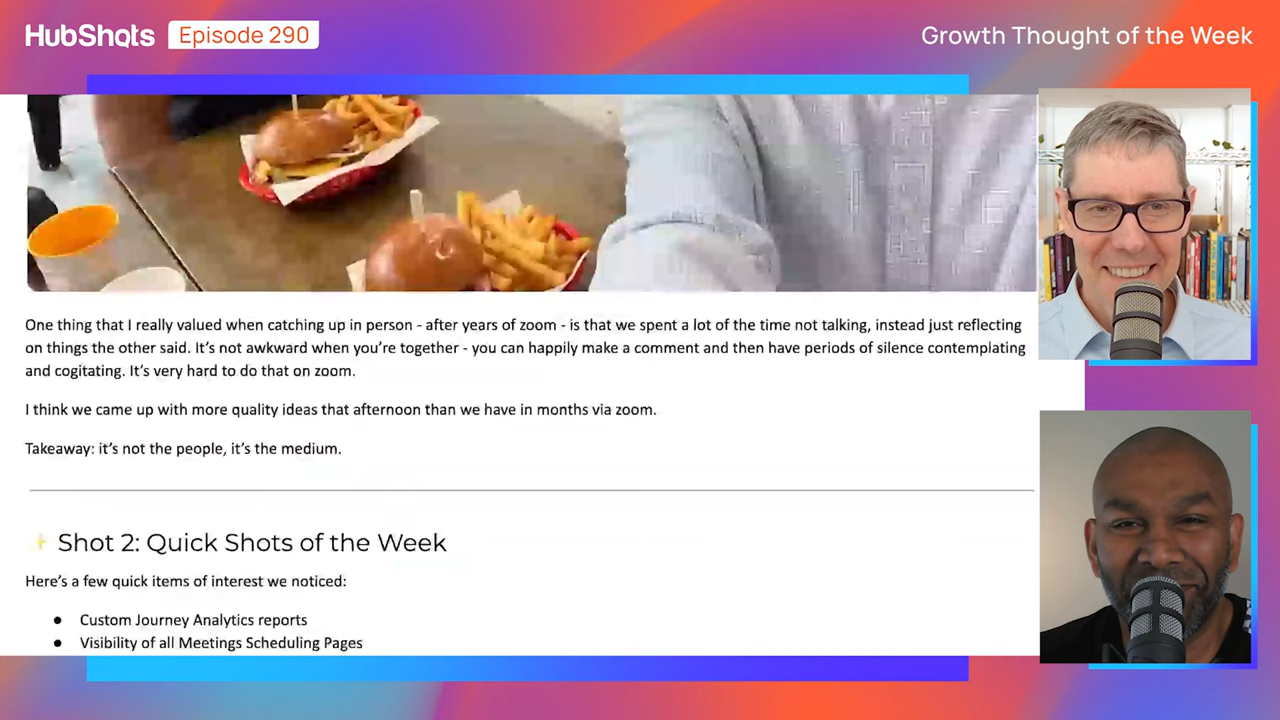 HubShots
Episode 290
Growth Thought of the Week
One thing that I really valued when catching up in person - after years of zoom - is that we spent a lot of the time not talking, instead just reflecting
on things the other said. It's not awkward when you're together - you can happily make a comment and then have periods of silence contemplating
and cogitating. It's very hard to do that on zoom.
I think we came up with more quality ideas that afternoon than we have in months via zoom.
Takeaway: it's not the people, it's the medium.
Shot 2: Quick Shots of the Week
Here's a few quick items of interest we noticed:
● Custom Journey Analytics reports
● Visibility of all Meetings Scheduling Pages